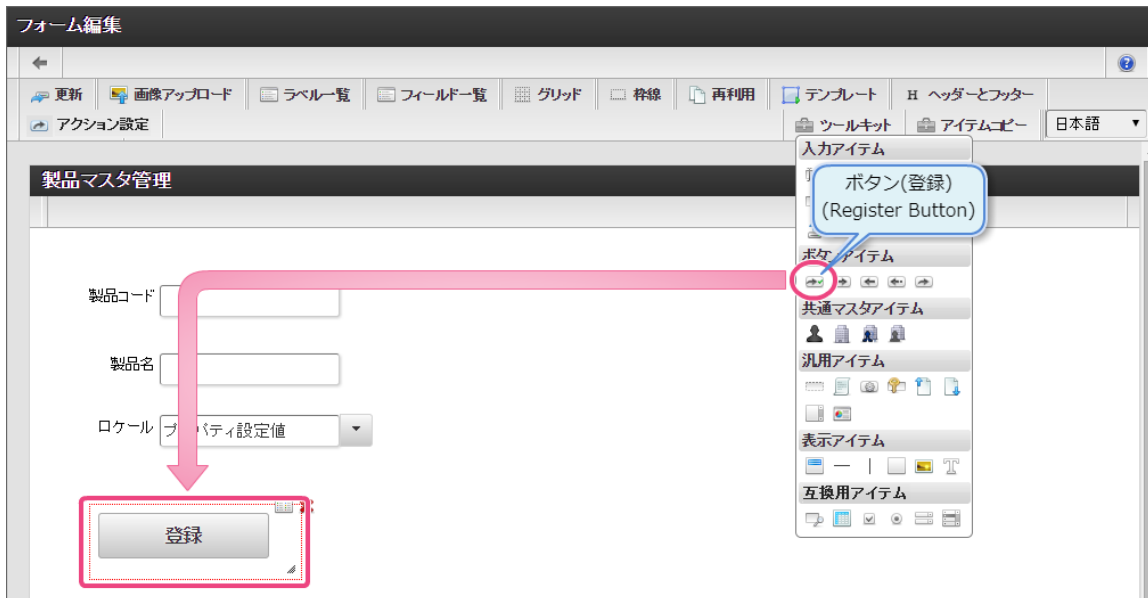 フォーム編集
更新 画像アップロード ラベル一覧 フィールド一覧 グリッド 枠線 再利用 テンプレート H ヘッダーとフッター
アクション設定 ツールキット アイテムコピー 日本語
入力アイテム
製品マスタ管理
ボタン(登録)
(Register Button)
ボタンアイテム
製品コード
共通マスタアイテム
製品名
汎用アイテム
ロケール プロパティ設定値
表示アイテム
互換用アイテム
登録